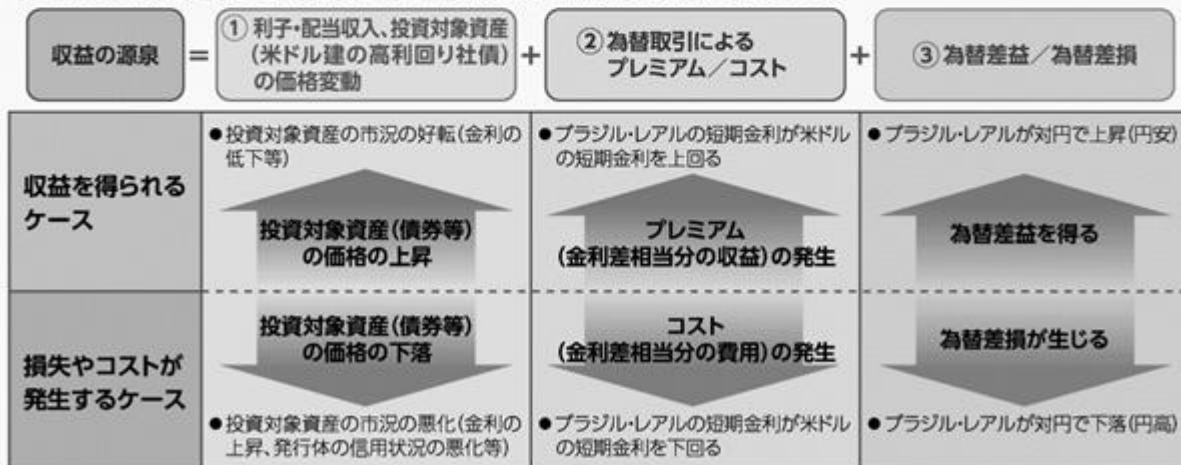 収益の源泉
=
① 利子・配当収入、投資対象資産
(米ドル建の高利回り社債)
の価格変動
+
② 為替取引による
プレミアム/コスト
+
③ 為替差益/為替差損
収益を得られる
ケース
●投資対象資産の市況の好転(金利の
低下等)
投資対象資産(債券等)
の価格の上昇
●ブラジル・レアルの短期金利が米ドル
の短期金利を上回る
プレミアム
(金利差相当分の収益)の発生
●ブラジル・レアルが対円で上昇(円安)
為替差益を得る
損失やコストが
発生するケース
投資対象資産(債券等)
の価格の下落
●投資対象資産の市況の悪化(金利の
上昇、発行体の信用状況の悪化等)
コスト
(金利差相当分の費用)の発生
●ブラジル・レアルの短期金利が米ドル
の短期金利を下回る
為替差損が生じる
●ブラジル・レアルが対円で下落(円高)